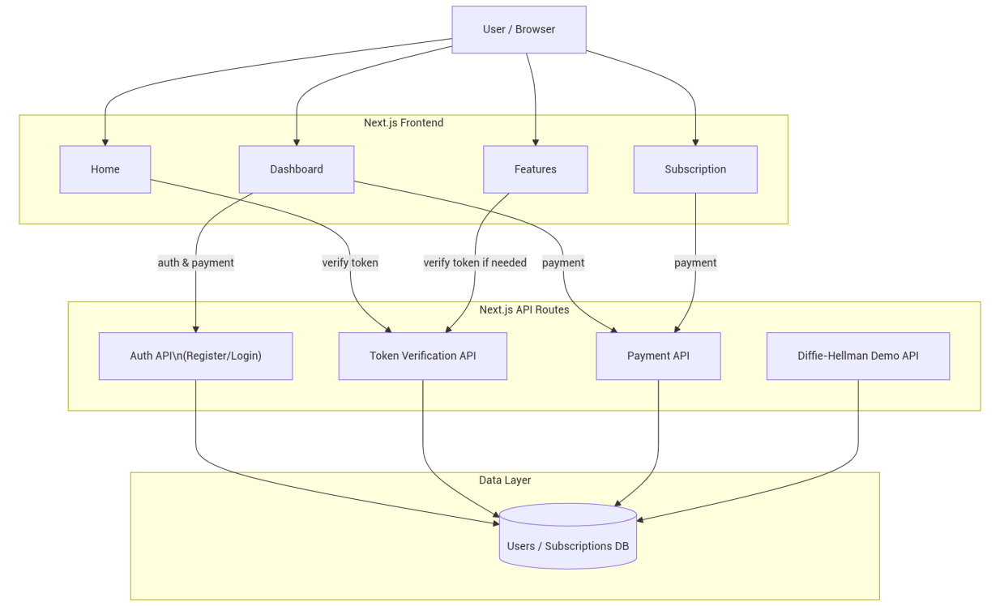 User / Browser
Next.js Frontend
Home
Dashboard
Features
Subscription
auth & payment
verify token
verify token if needed
payment
payment
Next.js API Routes
Auth API\n(Register/Login)
Token Verification API
Payment API
Diffie-Hellman Demo API
Data Layer
Users / Subscriptions DB